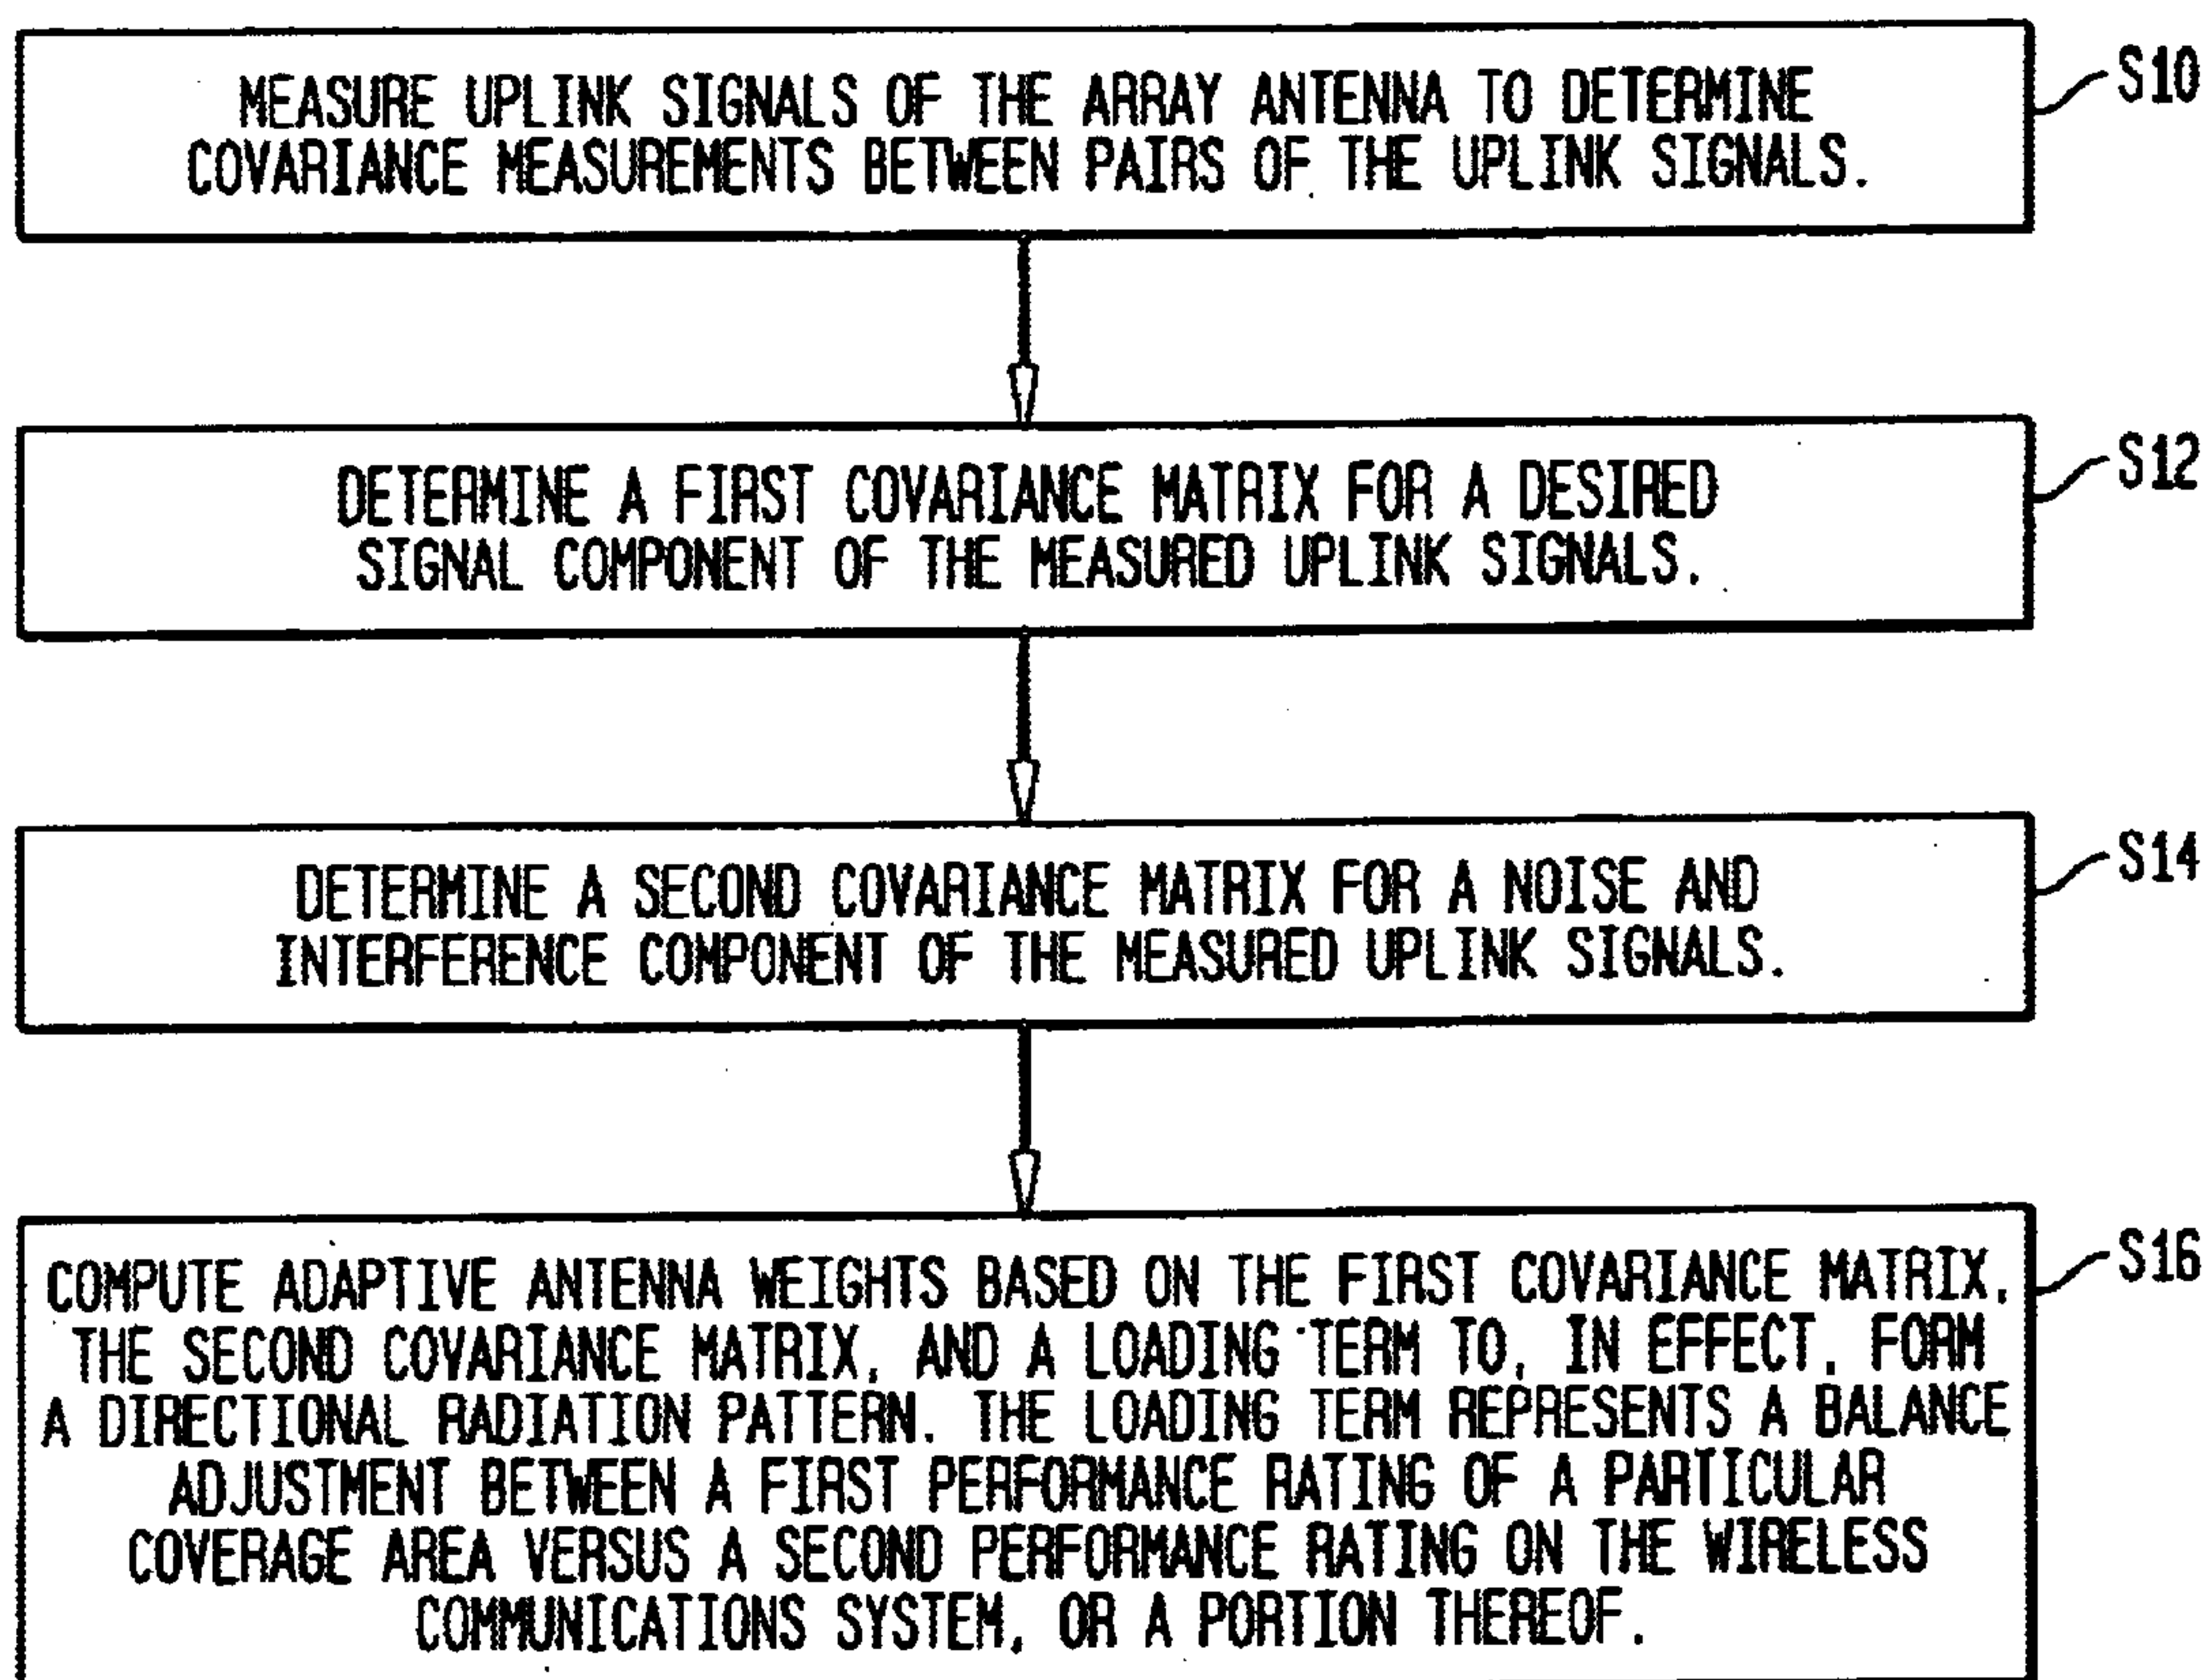 MEASURE UPLINK SIGNALS OF THE ARRAY ANTENNA TO DETERMINE
COVARIANCE MEASUREMENTS BETWEEN PAIRS OF THE UPLINK SIGNALS.
S10
DETERMINE A FIRST COVARIANCE MATRIX FOR A DESIRED
SIGNAL COMPONENT OF THE MEASURED UPLINK SIGNALS.
S12
DETERMINE A SECOND COVARIANCE MATRIX FOR A NOISE AND
INTERFERENCE COMPONENT OF THE MEASURED UPLINK SIGNALS.
S14
COMPUTE ADAPTIVE ANTENNA WEIGHTS BASED ON THE FIRST COVARIANCE MATRIX,
THE SECOND COVARIANCE MATRIX, AND A LOADING TERM TO, IN EFFECT, FORM
A DIRECTIONAL RADIATION PATTERN. THE LOADING TERM REPRESENTS A BALANCE
ADJUSTMENT BETWEEN A FIRST PERFORMANCE RATING OF A PARTICULAR
COVERAGE AREA VERSUS A SECOND PERFORMANCE RATING ON THE WIRELESS
COMMUNICATIONS SYSTEM, OR A PORTION THEREOF.
S16